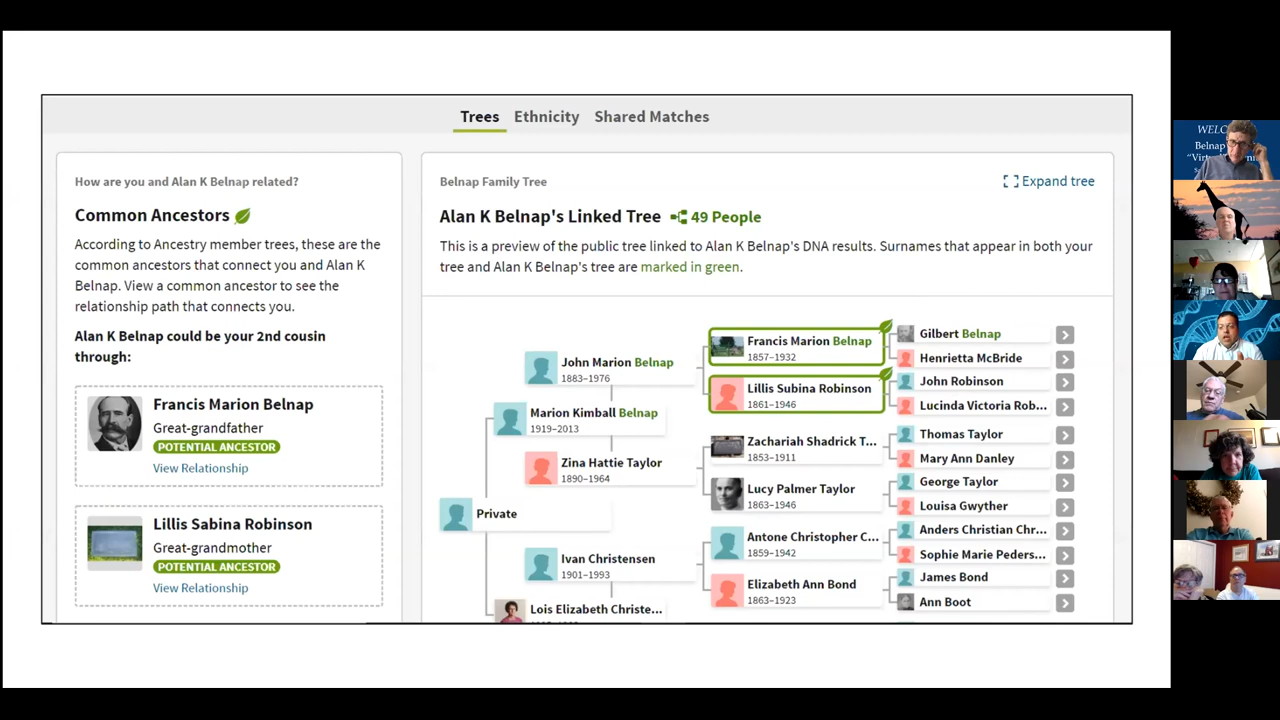 Trees Ethnicity Shared Matches
How are you and Alan K Belnap related?
Common Ancestors
According to Ancestry member trees, these are the
common ancestors that connect you and Alan K
Belnap. View a common ancestor to see the
relationship path that connects you.
Alan K Belnap could be your 2nd cousin
through:
Francis Marion Belnap
Great-grandfather
POTENTIAL ANCESTOR
View Relationship
Lillis Sabina Robinson
Great-grandmother
POTENTIAL ANCESTOR
View Relationship
Belnap Family Tree
Expand tree
Alan K Belnap's Linked Tree 49 People
This is a preview of the public tree linked to Alan K Belnap's DNA results. Surnames that appear in both your
tree and Alan K Belnap's tree are marked in green.
Private
Marion Kimball Belnap
1919–2013
John Marion Belnap
1883–1976
Zina Hattie Taylor
1890–1964
Ivan Christensen
1901–1993
Lois Elizabeth Christe...
Francis Marion Belnap
1857–1932
Lillis Subina Robinson
1861–1946
Zachariah Shadrick T...
1853–1911
Lucy Palmer Taylor
1863–1946
Antone Christopher C...
1859–1942
Elizabeth Ann Bond
1863–1923
Gilbert Belnap
Henrietta McBride
John Robinson
Lucinda Victoria Rob...
Thomas Taylor
Mary Ann Danley
George Taylor
Louisa Gwyther
Anders Christian Chr...
Sophie Marie Peders...
James Bond
Ann Boot
Belnap